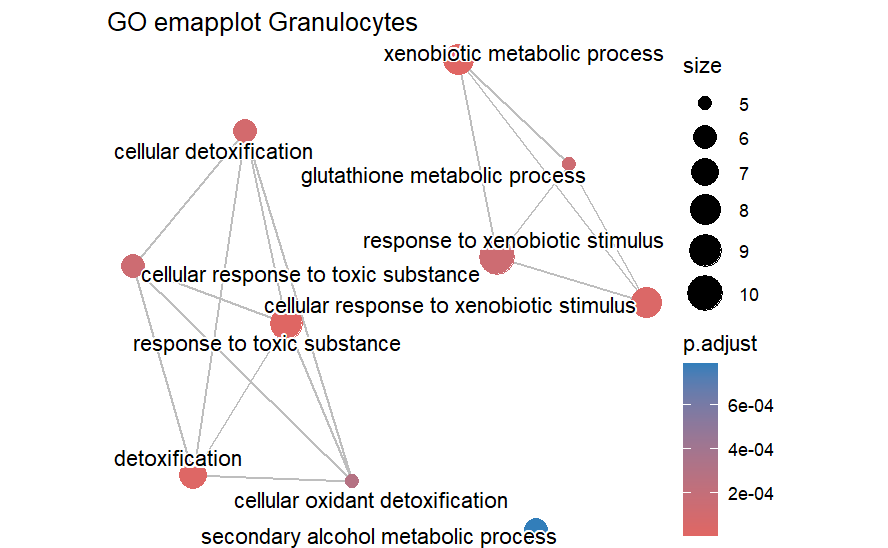 GO emapplot Granulocytes
xenobiotic metabolic process
cellular detoxification
glutathione metabolic process
response to xenobiotic stimulus
cellular response to toxic substance
cellular response to xenobiotic stimulus
response to toxic substance
detoxification
cellular oxidant detoxification
secondary alcohol metabolic process
size
5
6
7
8
9
10
p.adjust
6e-04
4e-04
2e-04